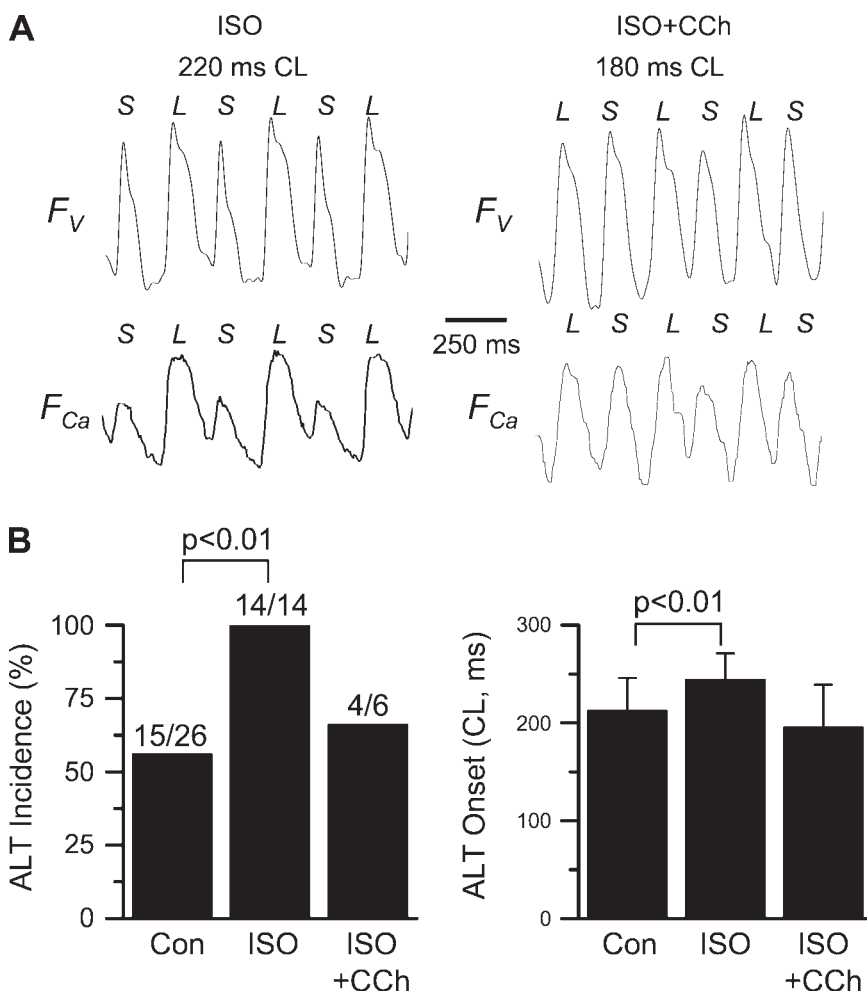 A
ISO
ISO+CCh
220 ms CL
180 ms CL
S L S L S L
L S L S L S
F_V
F_V
S L S L S L
L S L S L S
250 ms
F_Ca
F_Ca
B
p<0.01
14/14
15/26
4/6
ALT Incidence (%)
100
75
50
25
0
Con
ISO
ISO
+CCh
p<0.01
ALT Onset (CL, ms)
300
200
100
0
Con
ISO
ISO
+CCh